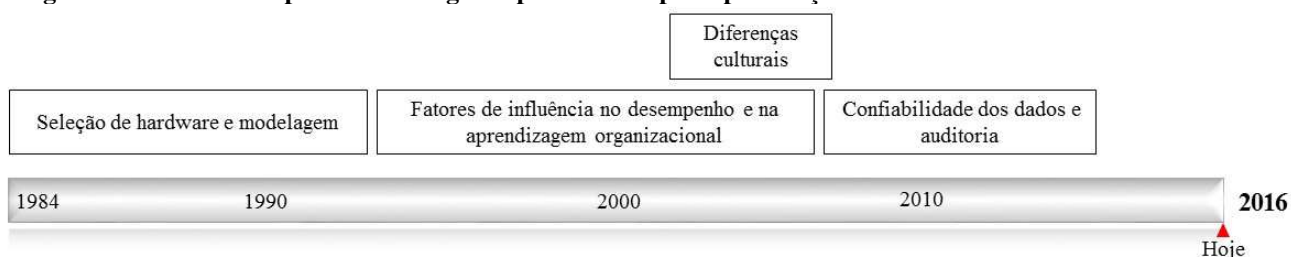 Diferenças
culturais
Seleção de hardware e modelagem
Fatores de influência no desempenho e na
aprendizagem organizacional
Confiabilidade dos dados e
auditoria
1984
1990
2000
2010
2016
Hoje